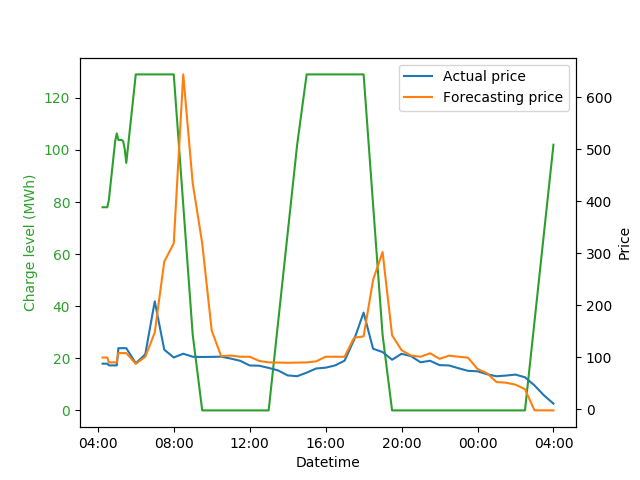 Actual price
Forecasting price
120
100
80
60
40
20
0
Charge level (MWh)
600
500
400
300
200
100
0
Price
04:00 08:00 12:00 16:00 20:00 00:00 04:00
Datetime